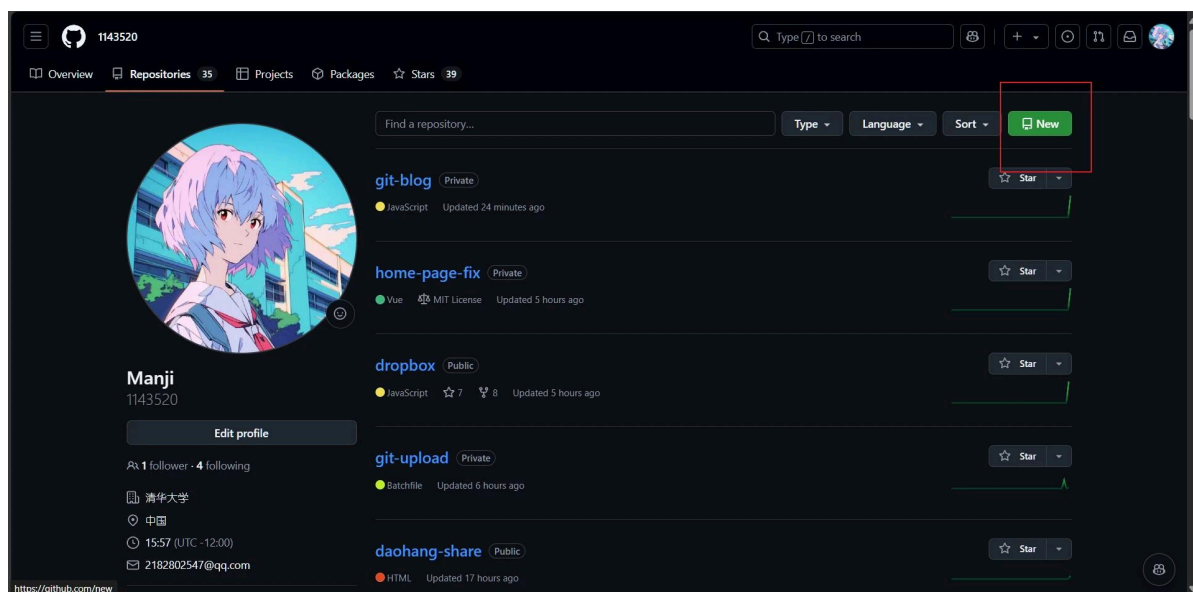 1143520
Type / to search
Overview
Repositories 35
Projects
Packages
Stars 39
Find a repository...
Type
Language
Sort
New
git-blog Private
Star
JavaScript Updated 24 minutes ago
home-page-fix Private
Star
Vue MIT License Updated 5 hours ago
dropbox Public
Star
JavaScript 7 8 Updated 5 hours ago
git-upload Private
Star
Batchfile Updated 6 hours ago
daohang-share Public
Star
HTML Updated 17 hours ago
Manji
1143520
Edit profile
1 follower · 4 following
清华大学
中国
15:57 (UTC -12:00)
2182802547@qq.com
https://github.com/new